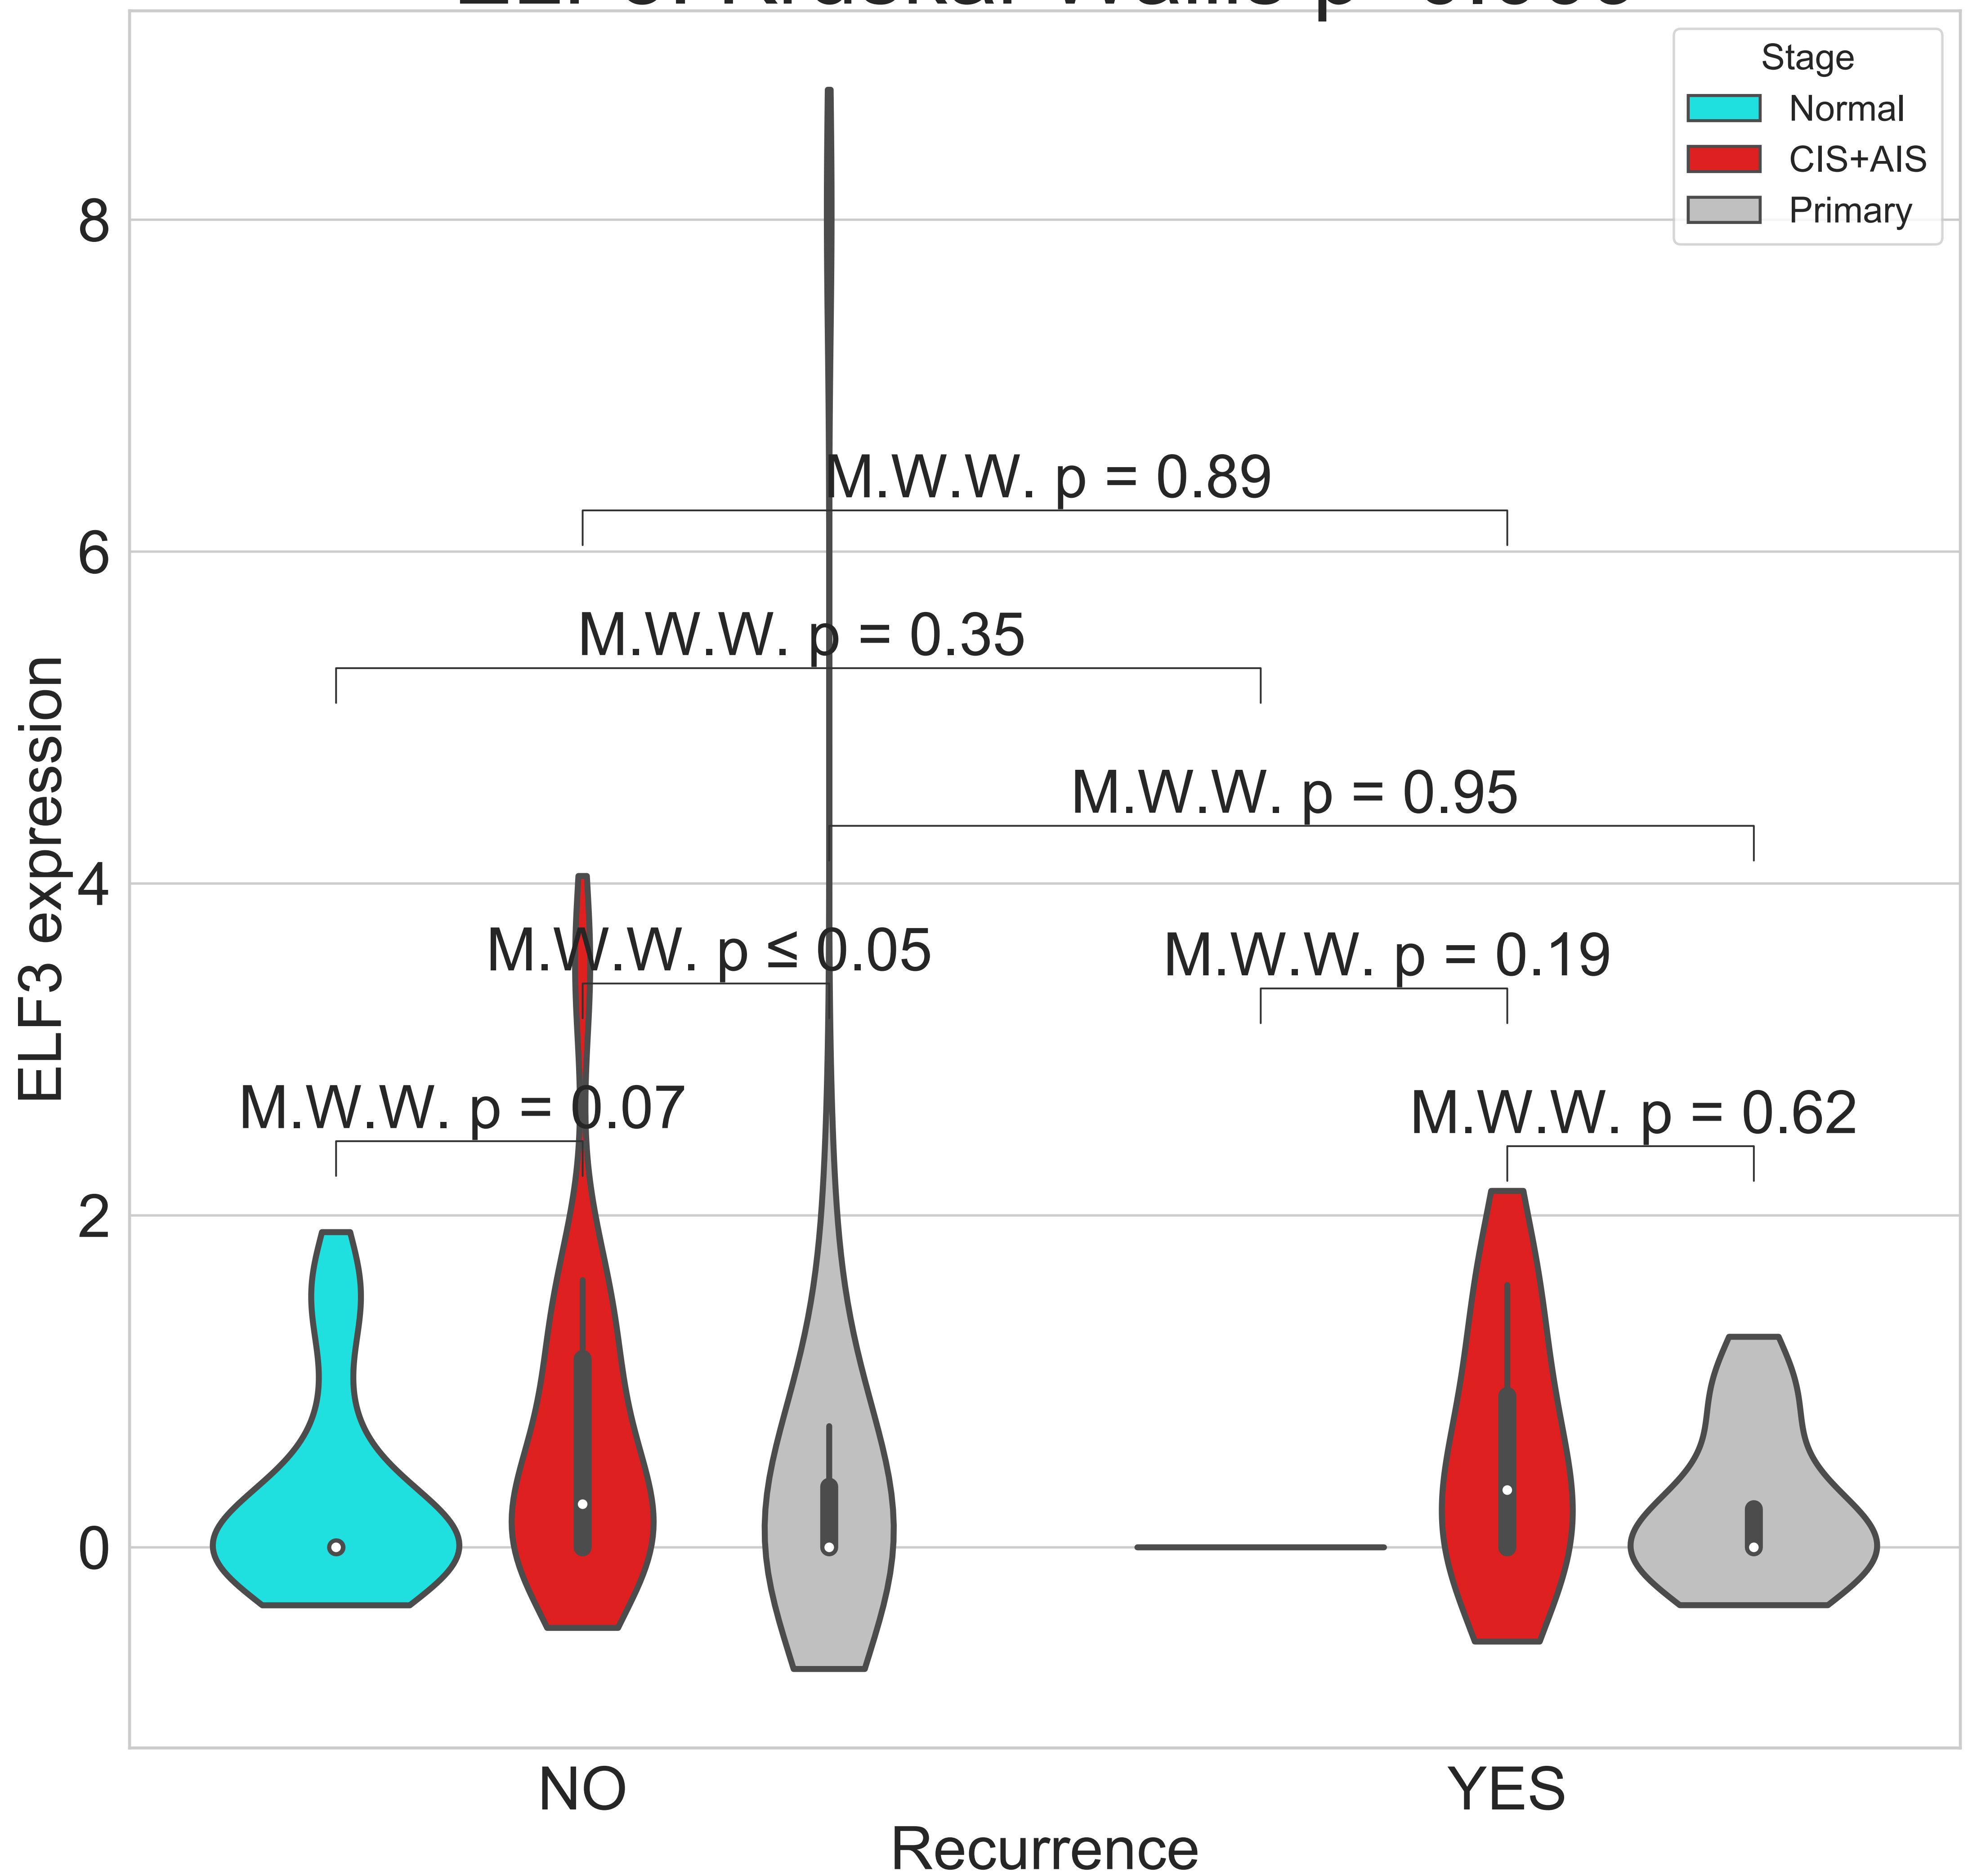 Stage
Normal
CIS+AIS
Primary
8
6
4
2
0
ELF3 expression
M.W.W. p = 0.89
M.W.W. p = 0.35
M.W.W. p = 0.95
M.W.W. p ≤ 0.05
M.W.W. p = 0.19
M.W.W. p = 0.07
M.W.W. p = 0.62
NO
YES
Recurrence